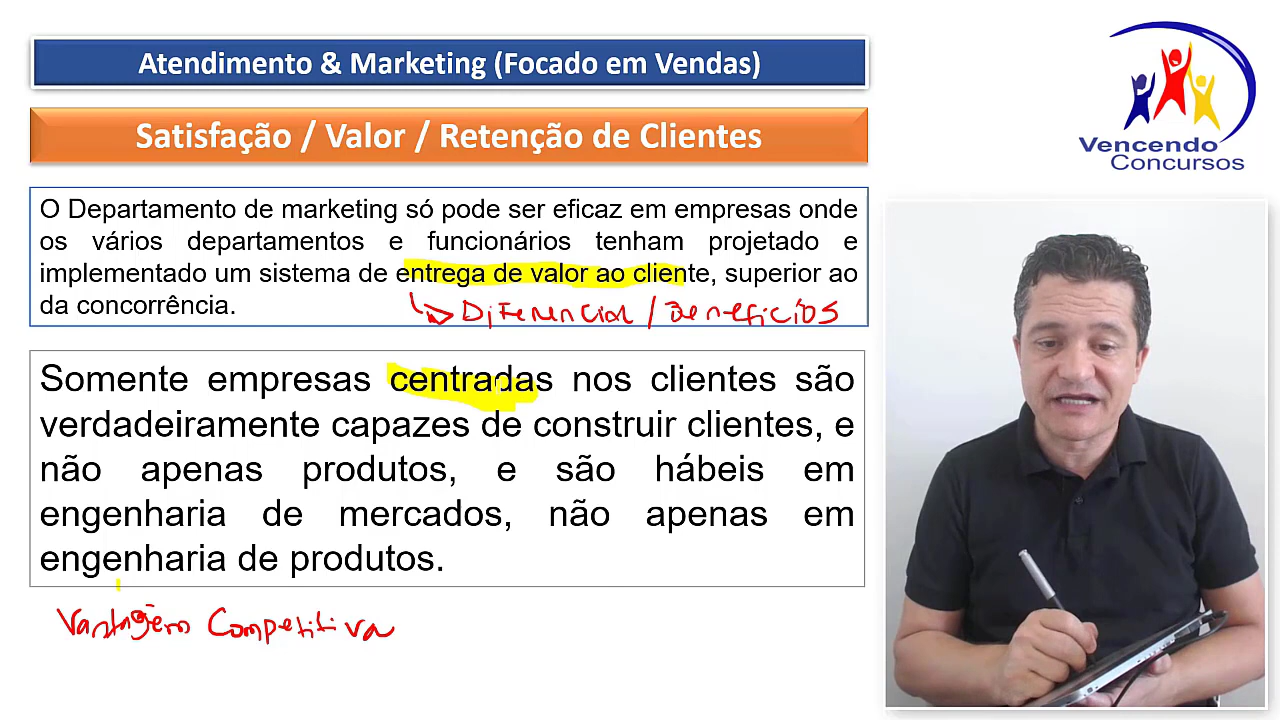 Atendimento & Marketing (Focado em Vendas)
Satisfação / Valor / Retenção de Clientes
Vencendo
Concursos
O Departamento de marketing só pode ser eficaz em empresas onde
os vários departamentos e funcionários tenham projetado e
implementado um sistema de entrega de valor ao cliente, superior ao
da concorrência.
Diferencial / Benefícios
Somente empresas centradas nos clientes são
verdadeiramente capazes de construir clientes, e
não apenas produtos, e são hábeis em
engenharia de mercados, não apenas em
engenharia de produtos.
Vantagem Competitiva